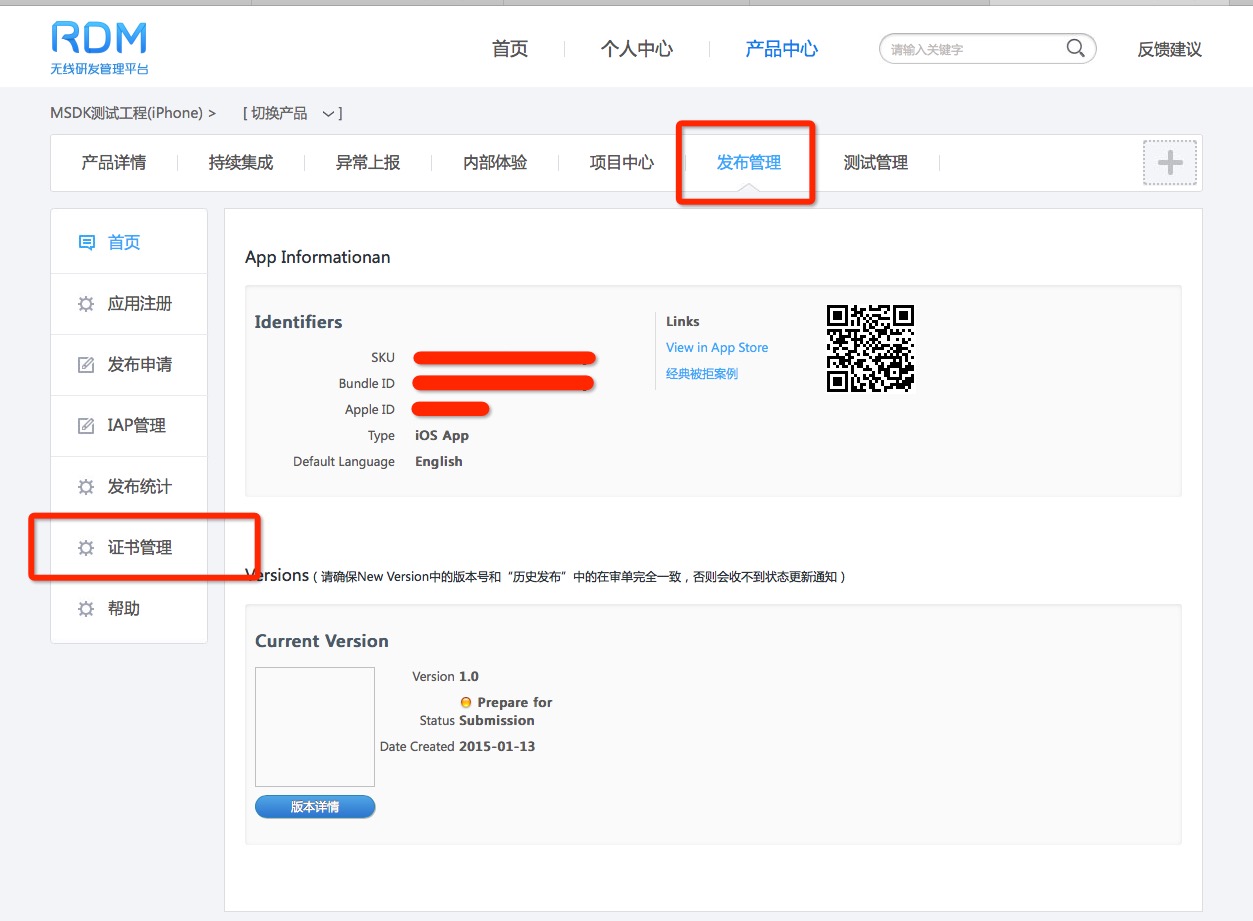 RDM
无线研发管理平台
首页
个人中心
产品中心
请输入关键字
反馈建议
MSDK测试工程(iPhone) >
[ 切换产品 ]
产品详情
持续集成
异常上报
内部体验
项目中心
发布管理
测试管理
首页
应用注册
发布申请
IAP管理
发布统计
证书管理
帮助
App Informationan
Identifiers
SKU
Bundle ID
Apple ID
Type iOS App
Default Language English
Links
View in App Store
经典被拒案例
Versions（请确保New Version中的版本号和“历史发布”中的在审单完全一致，否则会收不到状态更新通知）
Current Version
Version 1.0
Prepare for
Status Submission
Date Created 2015-01-13
版本详情